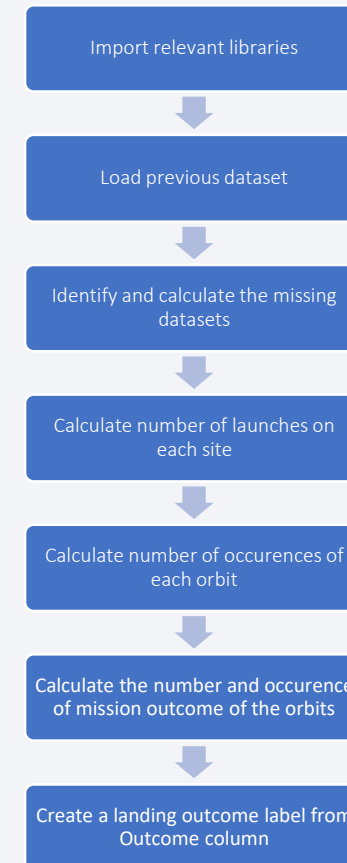 Import relevant libraries
Load previous dataset
Identify and calculate the missing
datasets
Calculate number of launches on
each site
Calculate number of occurences of
each orbit
Calculate the number and occurence
of mission outcome of the orbits
Create a landing outcome label from
Outcome column